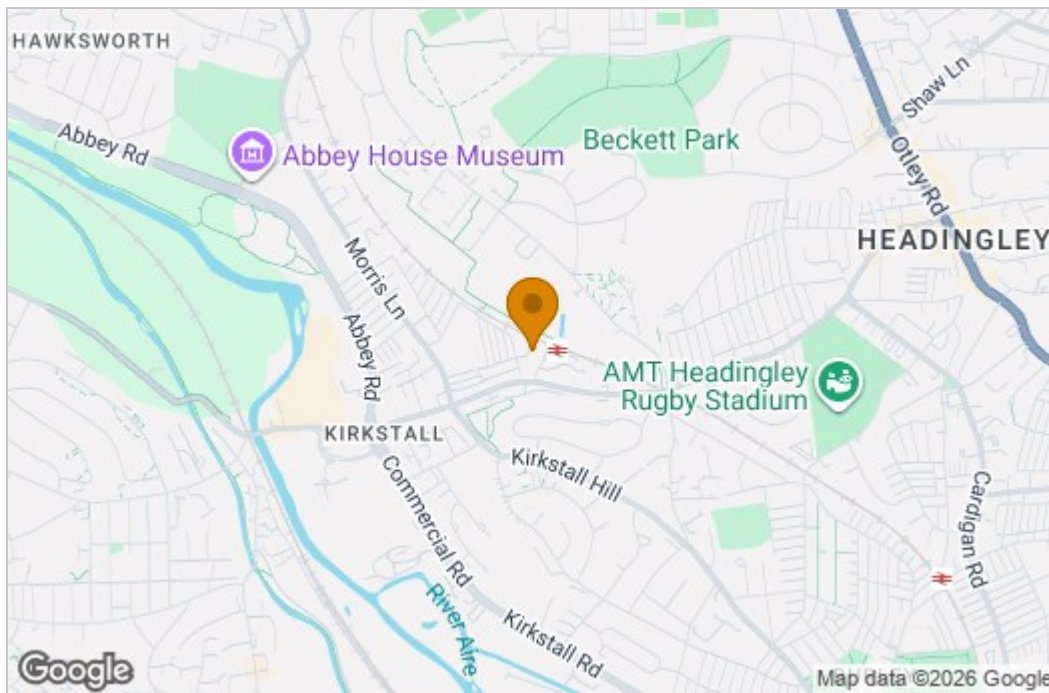 HAWKSWORTH
Abbey Rd
Abbey House Museum
Beckett Park
Shaw Ln
Otley Rd
HEADINGLEY
Morris Ln
Abbey Rd
AMT Headingley
Rugby Stadium
KIRKSTALL
Kirkstall Hill
Commercial Rd
Cardigan Rd
River Aire
Kirkstall Rd
Google
Map data ©2026 Google